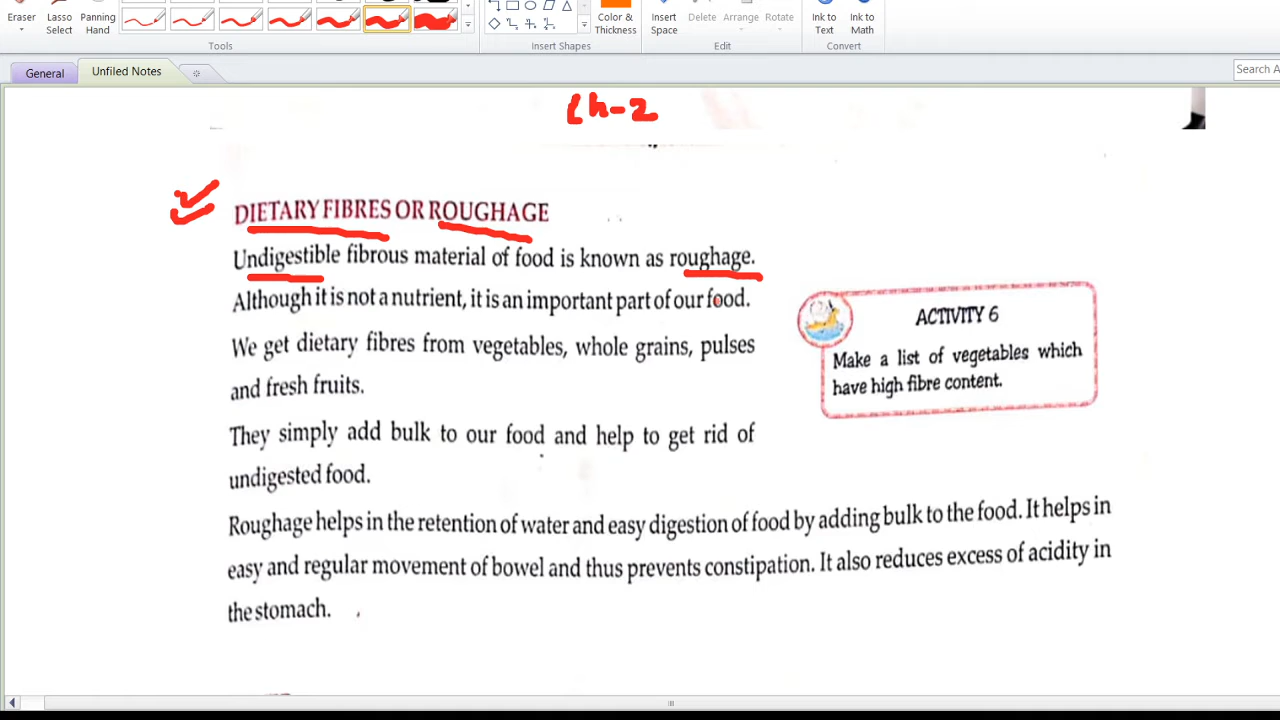 Eraser
Lasso
Select
Panning
Hand
Color &
Thickness
Insert
Space
Delete
Arrange
Rotate
Ink to
Text
Ink to
Math
Tools
Insert Shapes
Edit
Convert
General
Unfiled Notes
Search A
Ch-2
DIETARY FIBRES OR ROUGHAGE
Undigestible fibrous material of food is known as roughage.
Although it is not a nutrient, it is an important part of our food.
We get dietary fibres from vegetables, whole grains, pulses
and fresh fruits.
They simply add bulk to our food and help to get rid of
undigested food.
ACTIVITY 6
Make a list of vegetables which
have high fibre content.
Roughage helps in the retention of water and easy digestion of food by adding bulk to the food. It helps in
easy and regular movement of bowel and thus prevents constipation. It also reduces excess of acidity in
the stomach.